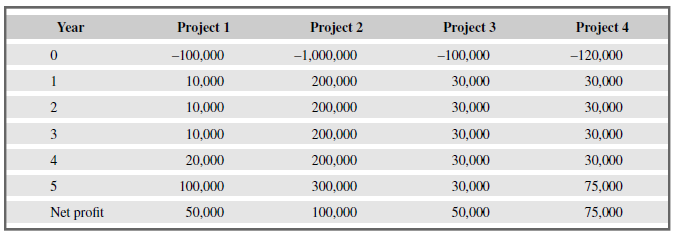 Year Project 1 Project 2 Project 3 Project 4
0 –100,000 –1,000,000 –100,000 –120,000
1 10,000 200,000 30,000 30,000
2 10,000 200,000 30,000 30,000
3 10,000 200,000 30,000 30,000
4 20,000 200,000 30,000 30,000
5 100,000 300,000 30,000 75,000
Net profit 50,000 100,000 50,000 75,000